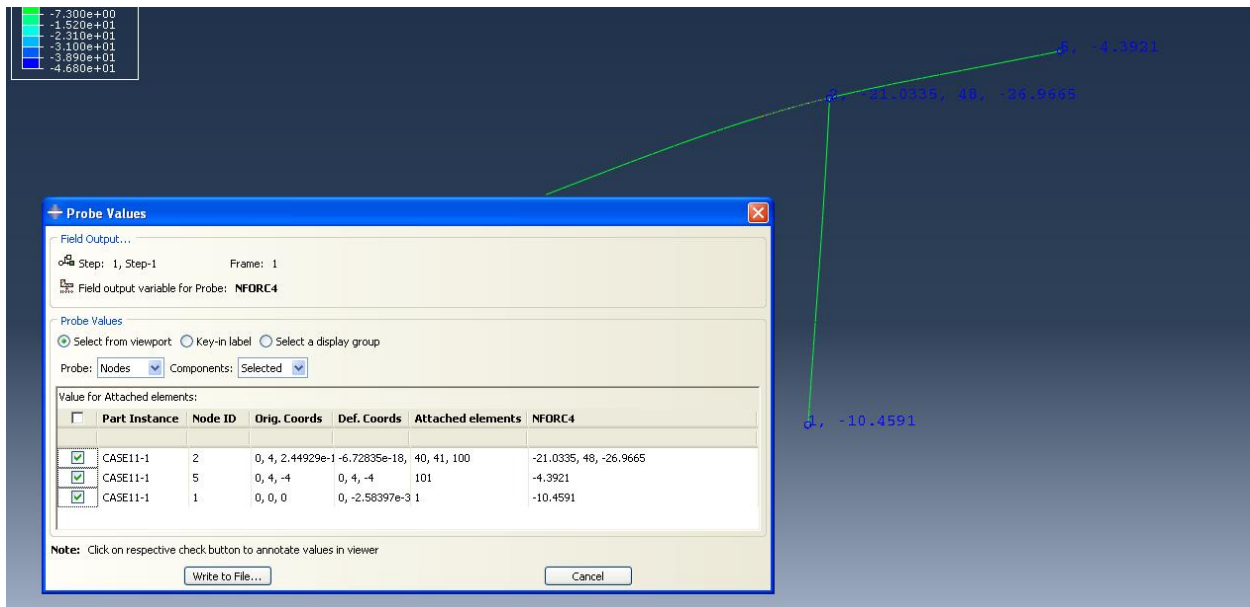 -7.300e+00
-1.520e+01
-2.310e+01
-3.100e+01
-3.890e+01
-4.680e+01
5, -4.3921
2, -21.0335, 48, -26.9665
1, -10.4591
Probe Values
Field Output...
Step: 1, Step-1 Frame: 1
Field output variable for Probe: NFORC4
Probe Values
Select from viewport Key-in label Select a display group
Probe: Nodes Components: Selected
Value for Attached elements:
Part Instance Node ID Orig. Coords Def. Coords Attached elements NFORC4
CASE11-1 2 0, 4, 2.44929e-1 -6.72835e-18, 40, 41, 100 -21.0335, 48, -26.9665
CASE11-1 5 0, 4, -4 0, 4, -4 101 -4.3921
CASE11-1 1 0, 0, 0 0, -2.58397e-3 1 -10.4591
Note: Click on respective check button to annotate values in viewer
Write to File... Cancel